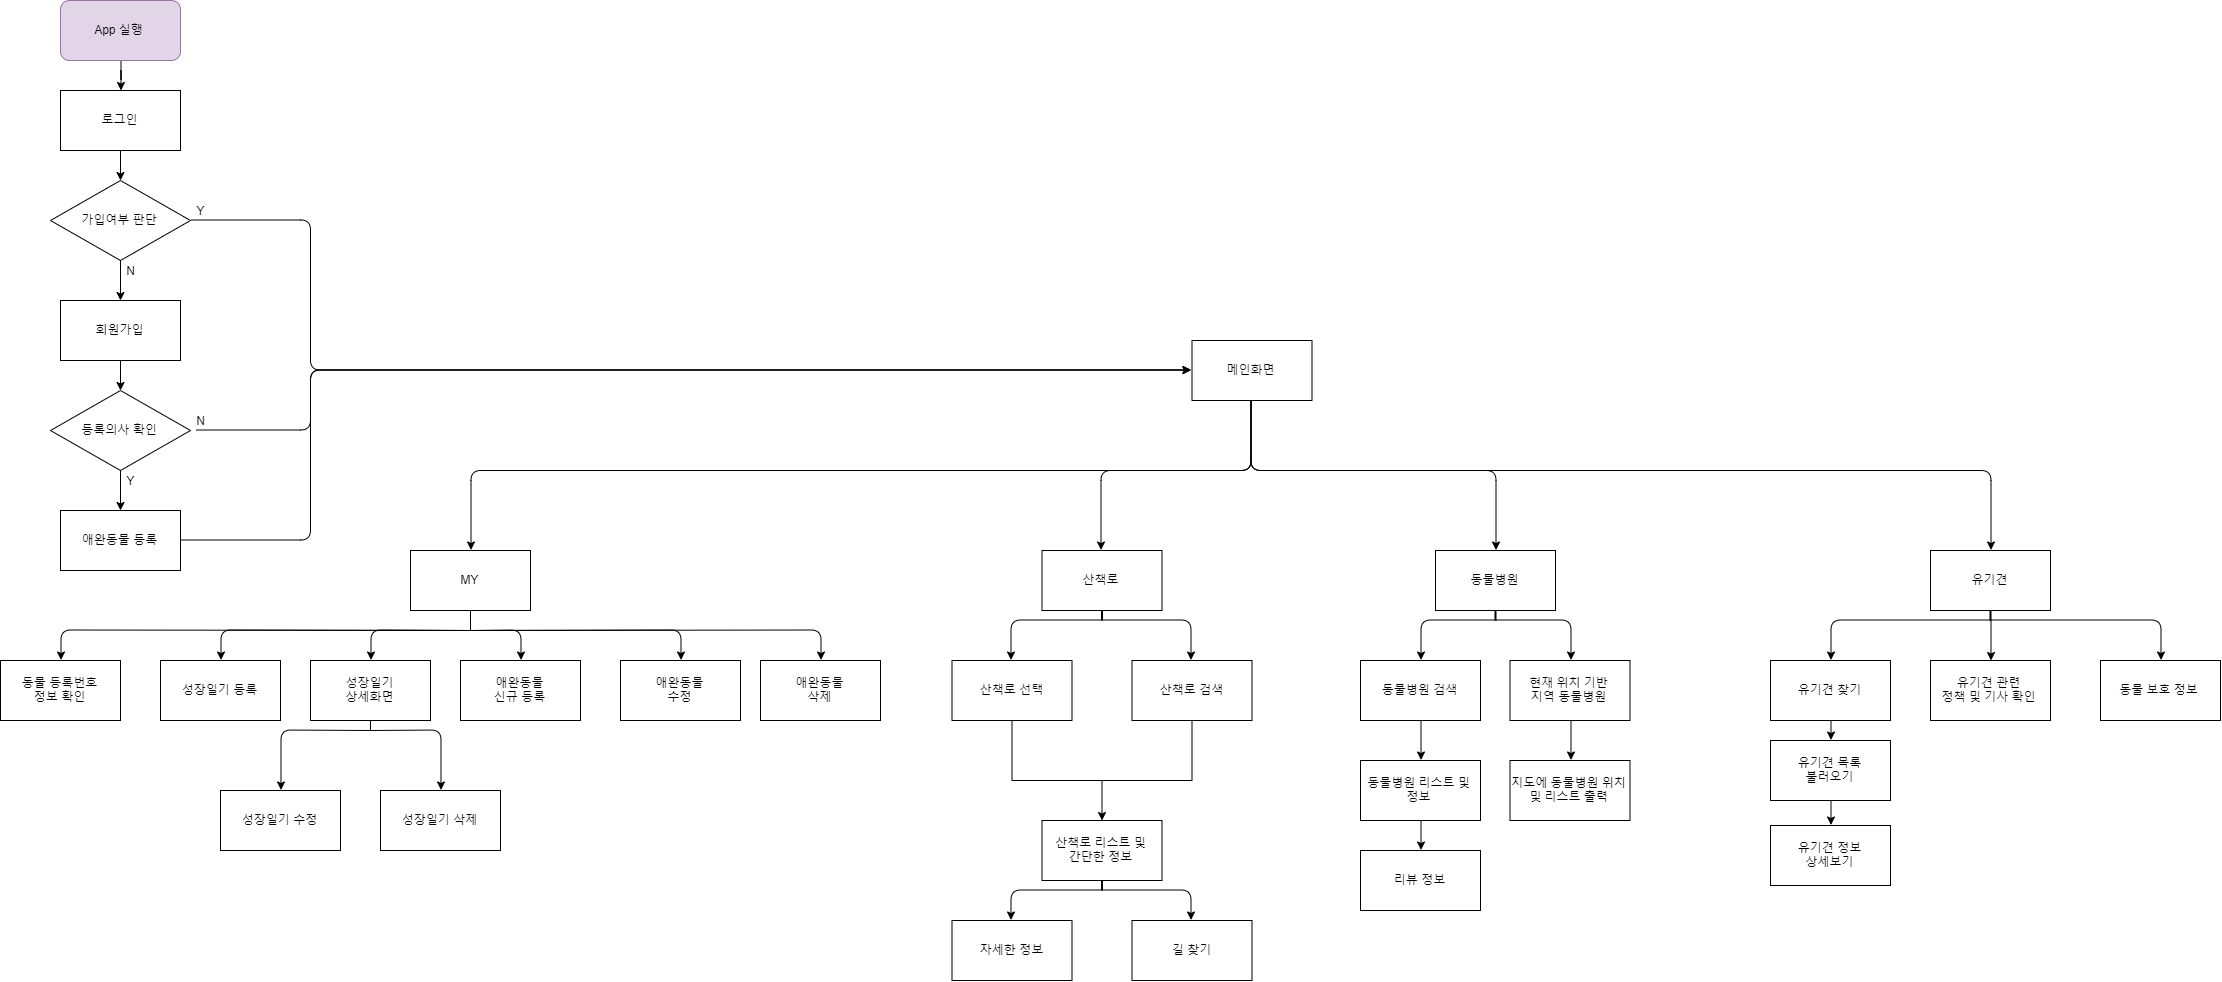 App 실행
로그인
가입여부 판단
Y
N
회원가입
등록의사 확인
N
Y
애완동물 등록
메인화면
MY
산책로
동물병원
유기견
동물 등록번호
정보 확인
성장일기 등록
성장일기
상세화면
애완동물
신규 등록
애완동물
수정
애완동물
삭제
산책로 선택
산책로 검색
동물병원 검색
현재 위치 기반
지역 동물병원
유기견 찾기
유기견 관련
정책 및 기사 확인
동물 보호 정보
성장일기 수정
성장일기 삭제
동물병원 리스트 및
정보
지도에 동물병원 위치
및 리스트 출력
유기견 목록
불러오기
산책로 리스트 및
간단한 정보
리뷰 정보
유기견 정보
상세보기
자세한 정보
길 찾기